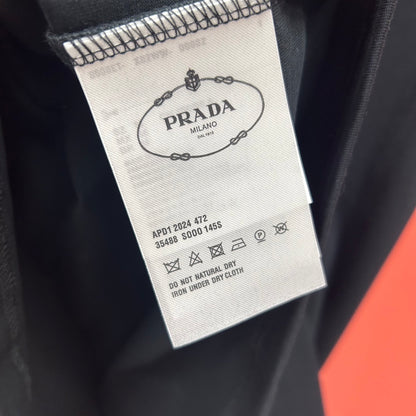 PRADA
MILANO
DAL 1913
APD1 2024 472
35488 S000 145S
DO NOT NATURAL DRY
IRON UNDER DRY CLOTH